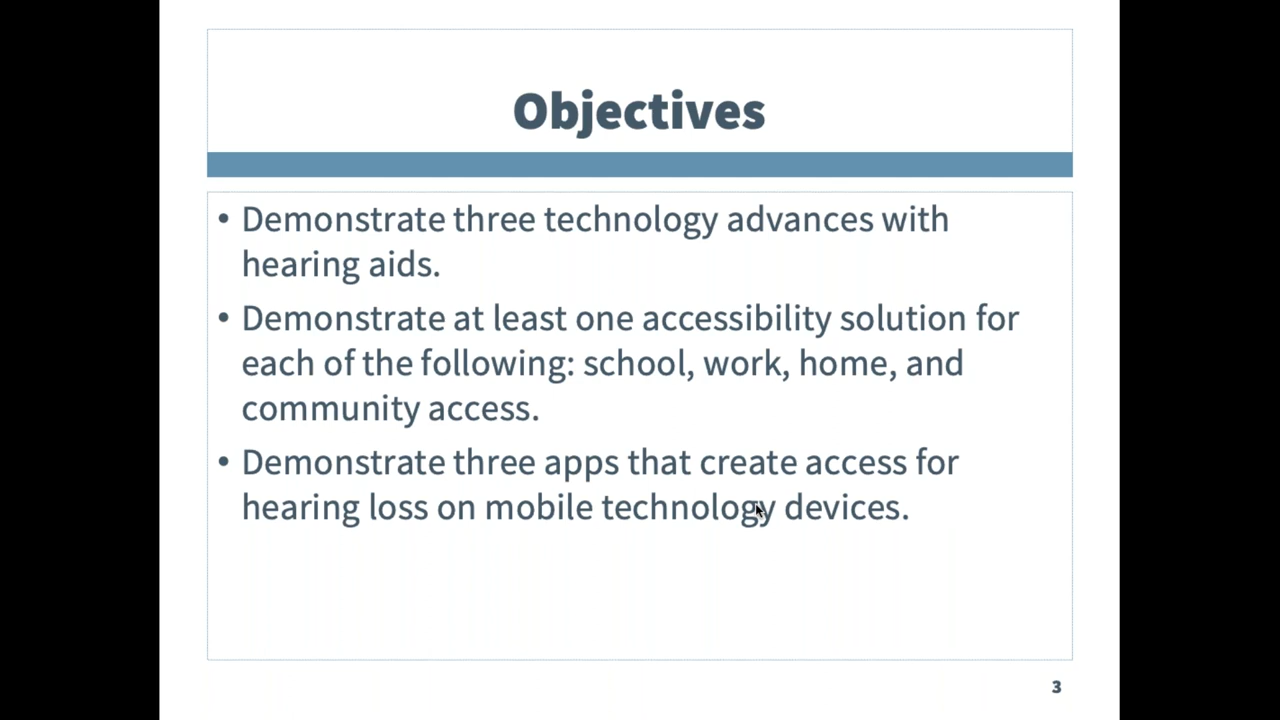 Objectives
• Demonstrate three technology advances with
hearing aids.
• Demonstrate at least one accessibility solution for
each of the following: school, work, home, and
community access.
• Demonstrate three apps that create access for
hearing loss on mobile technology devices.
3